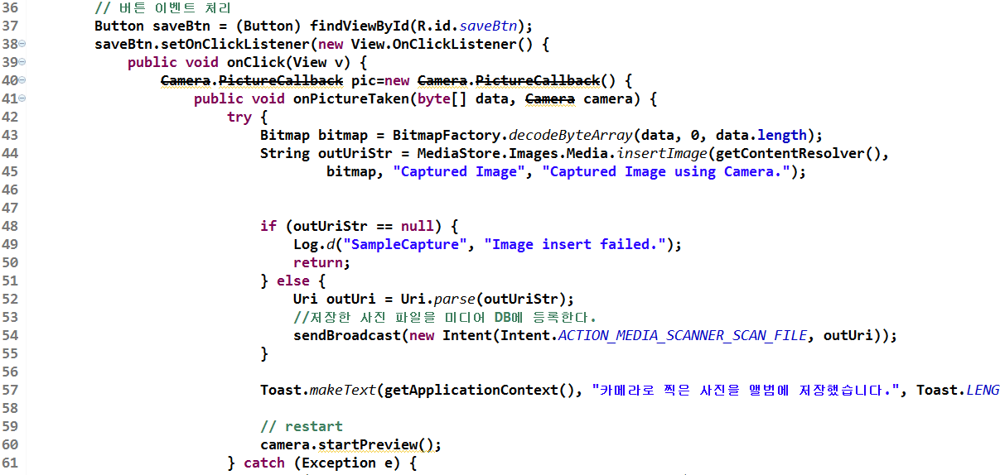 36 // 버튼 이벤트 처리
37 Button saveBtn = (Button) findViewById(R.id.saveBtn);
38 saveBtn.setOnClickListener(new View.OnClickListener() {
39 public void onClick(View v) {
40 Camera.PictureCallback pic=new Camera.PictureCallback() {
41 public void onPictureTaken(byte[] data, Camera camera) {
42 try {
43 Bitmap bitmap = BitmapFactory.decodeByteArray(data, 0, data.length);
44 String outUriStr = MediaStore.Images.Media.insertImage(getContentResolver(),
45 bitmap, "Captured Image", "Captured Image using Camera.");
46
47
48 if (outUriStr == null) {
49 Log.d("SampleCapture", "Image insert failed.");
50 return;
51 } else {
52 Uri outUri = Uri.parse(outUriStr);
53 //저장한 사진 파일을 미디어 DB에 등록한다.
54 sendBroadcast(new Intent(Intent.ACTION_MEDIA_SCANNER_SCAN_FILE, outUri));
55 }
56
57 Toast.makeText(getApplicationContext(), "카메라로 찍은 사진을 앨범에 저장했습니다.", Toast.LENG
58
59 // restart
60 camera.startPreview();
61 } catch (Exception e) {